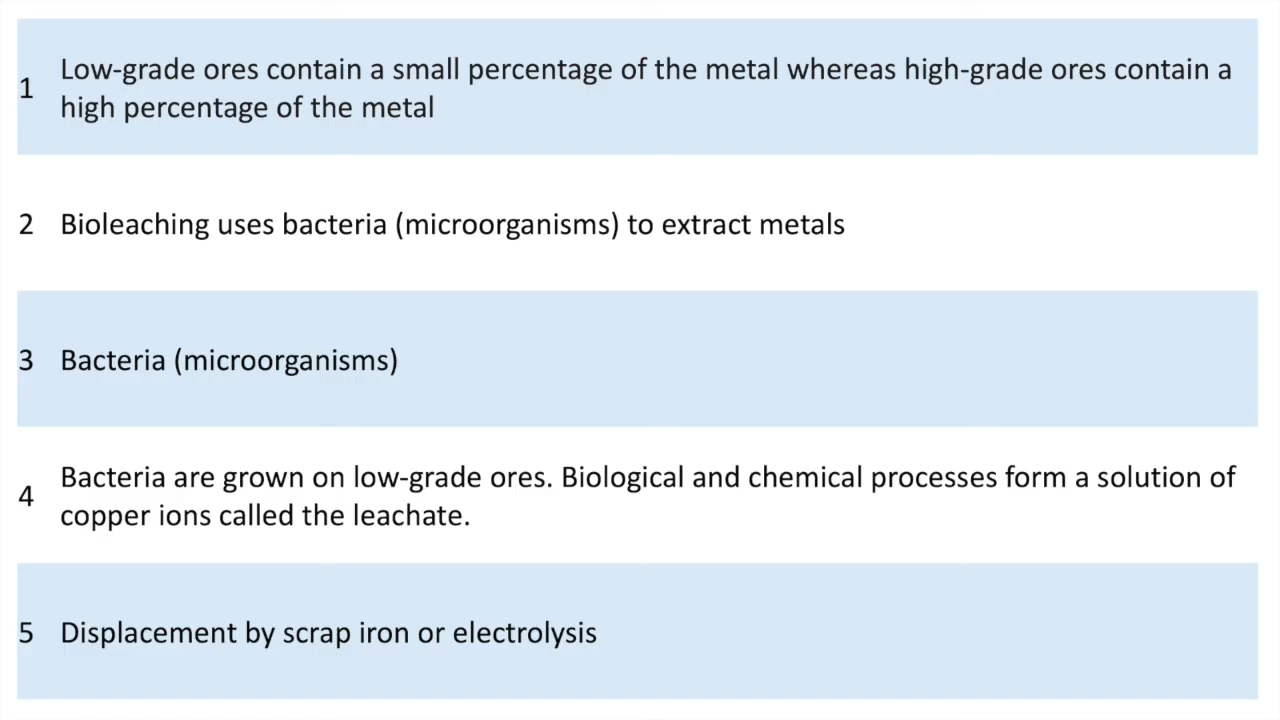 1 Low-grade ores contain a small percentage of the metal whereas high-grade ores contain a
high percentage of the metal
2 Bioleaching uses bacteria (microorganisms) to extract metals
3 Bacteria (microorganisms)
4 Bacteria are grown on low-grade ores. Biological and chemical processes form a solution of
copper ions called the leachate.
5 Displacement by scrap iron or electrolysis